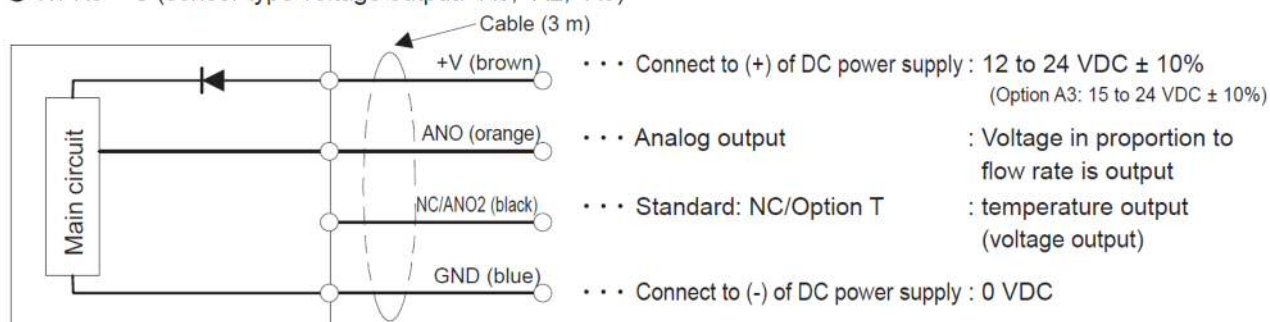 Cable (3 m)
+V (brown) ··· Connect to (+) of DC power supply : 12 to 24 VDC ± 10%
(Option A3: 15 to 24 VDC ± 10%)
ANO (orange) ··· Analog output : Voltage in proportion to
flow rate is output
NC/ANO2 (black) ··· Standard: NC/Option T : temperature output
(voltage output)
GND (blue) ··· Connect to (-) of DC power supply : 0 VDC
Main circuit